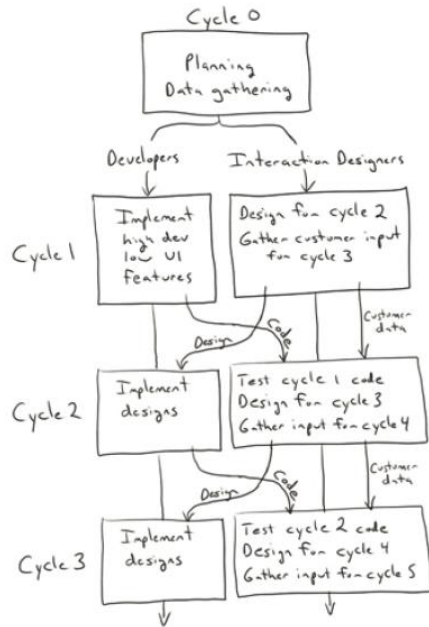 Cycle 0
Planning
Data gathering
Developers
Interaction Designers
Cycle 1
Implement
high dev
low UI
features
Design for cycle 2
Gather customer input
for cycle 3
Design
Code
Customer
data
Cycle 2
Implement
designs
Test cycle 1 code
Design for cycle 3
Gather input for cycle 4
Design
Code
Customer
data
Cycle 3
Implement
designs
Test cycle 2 code
Design for cycle 4
Gather input for cycle 5